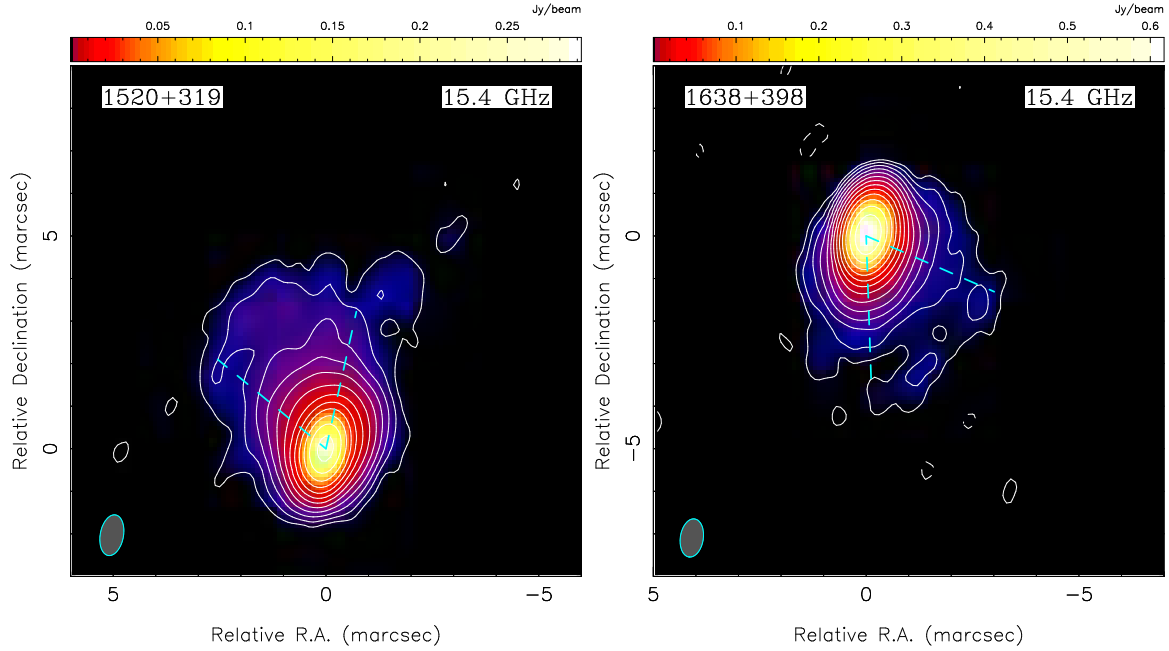 Jy/beam
0.05 0.1 0.15 0.2 0.25
1520+319 15.4 GHz
Relative Declination (marcsec)
5
0
5 0 −5
Relative R.A. (marcsec)
Jy/beam
0.1 0.2 0.3 0.4 0.5 0.6
1638+398 15.4 GHz
Relative Declination (marcsec)
0
−5
5 0 −5
Relative R.A. (marcsec)